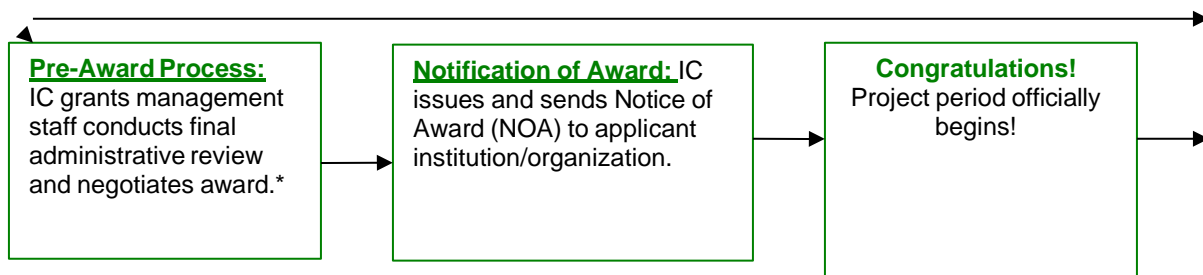 Pre-Award Process:
IC grants management
staff conducts final
administrative review
and negotiates award.*
Notification of Award: IC
issues and sends Notice of
Award (NOA) to applicant
institution/organization.
Congratulations!
Project period officially
begins!